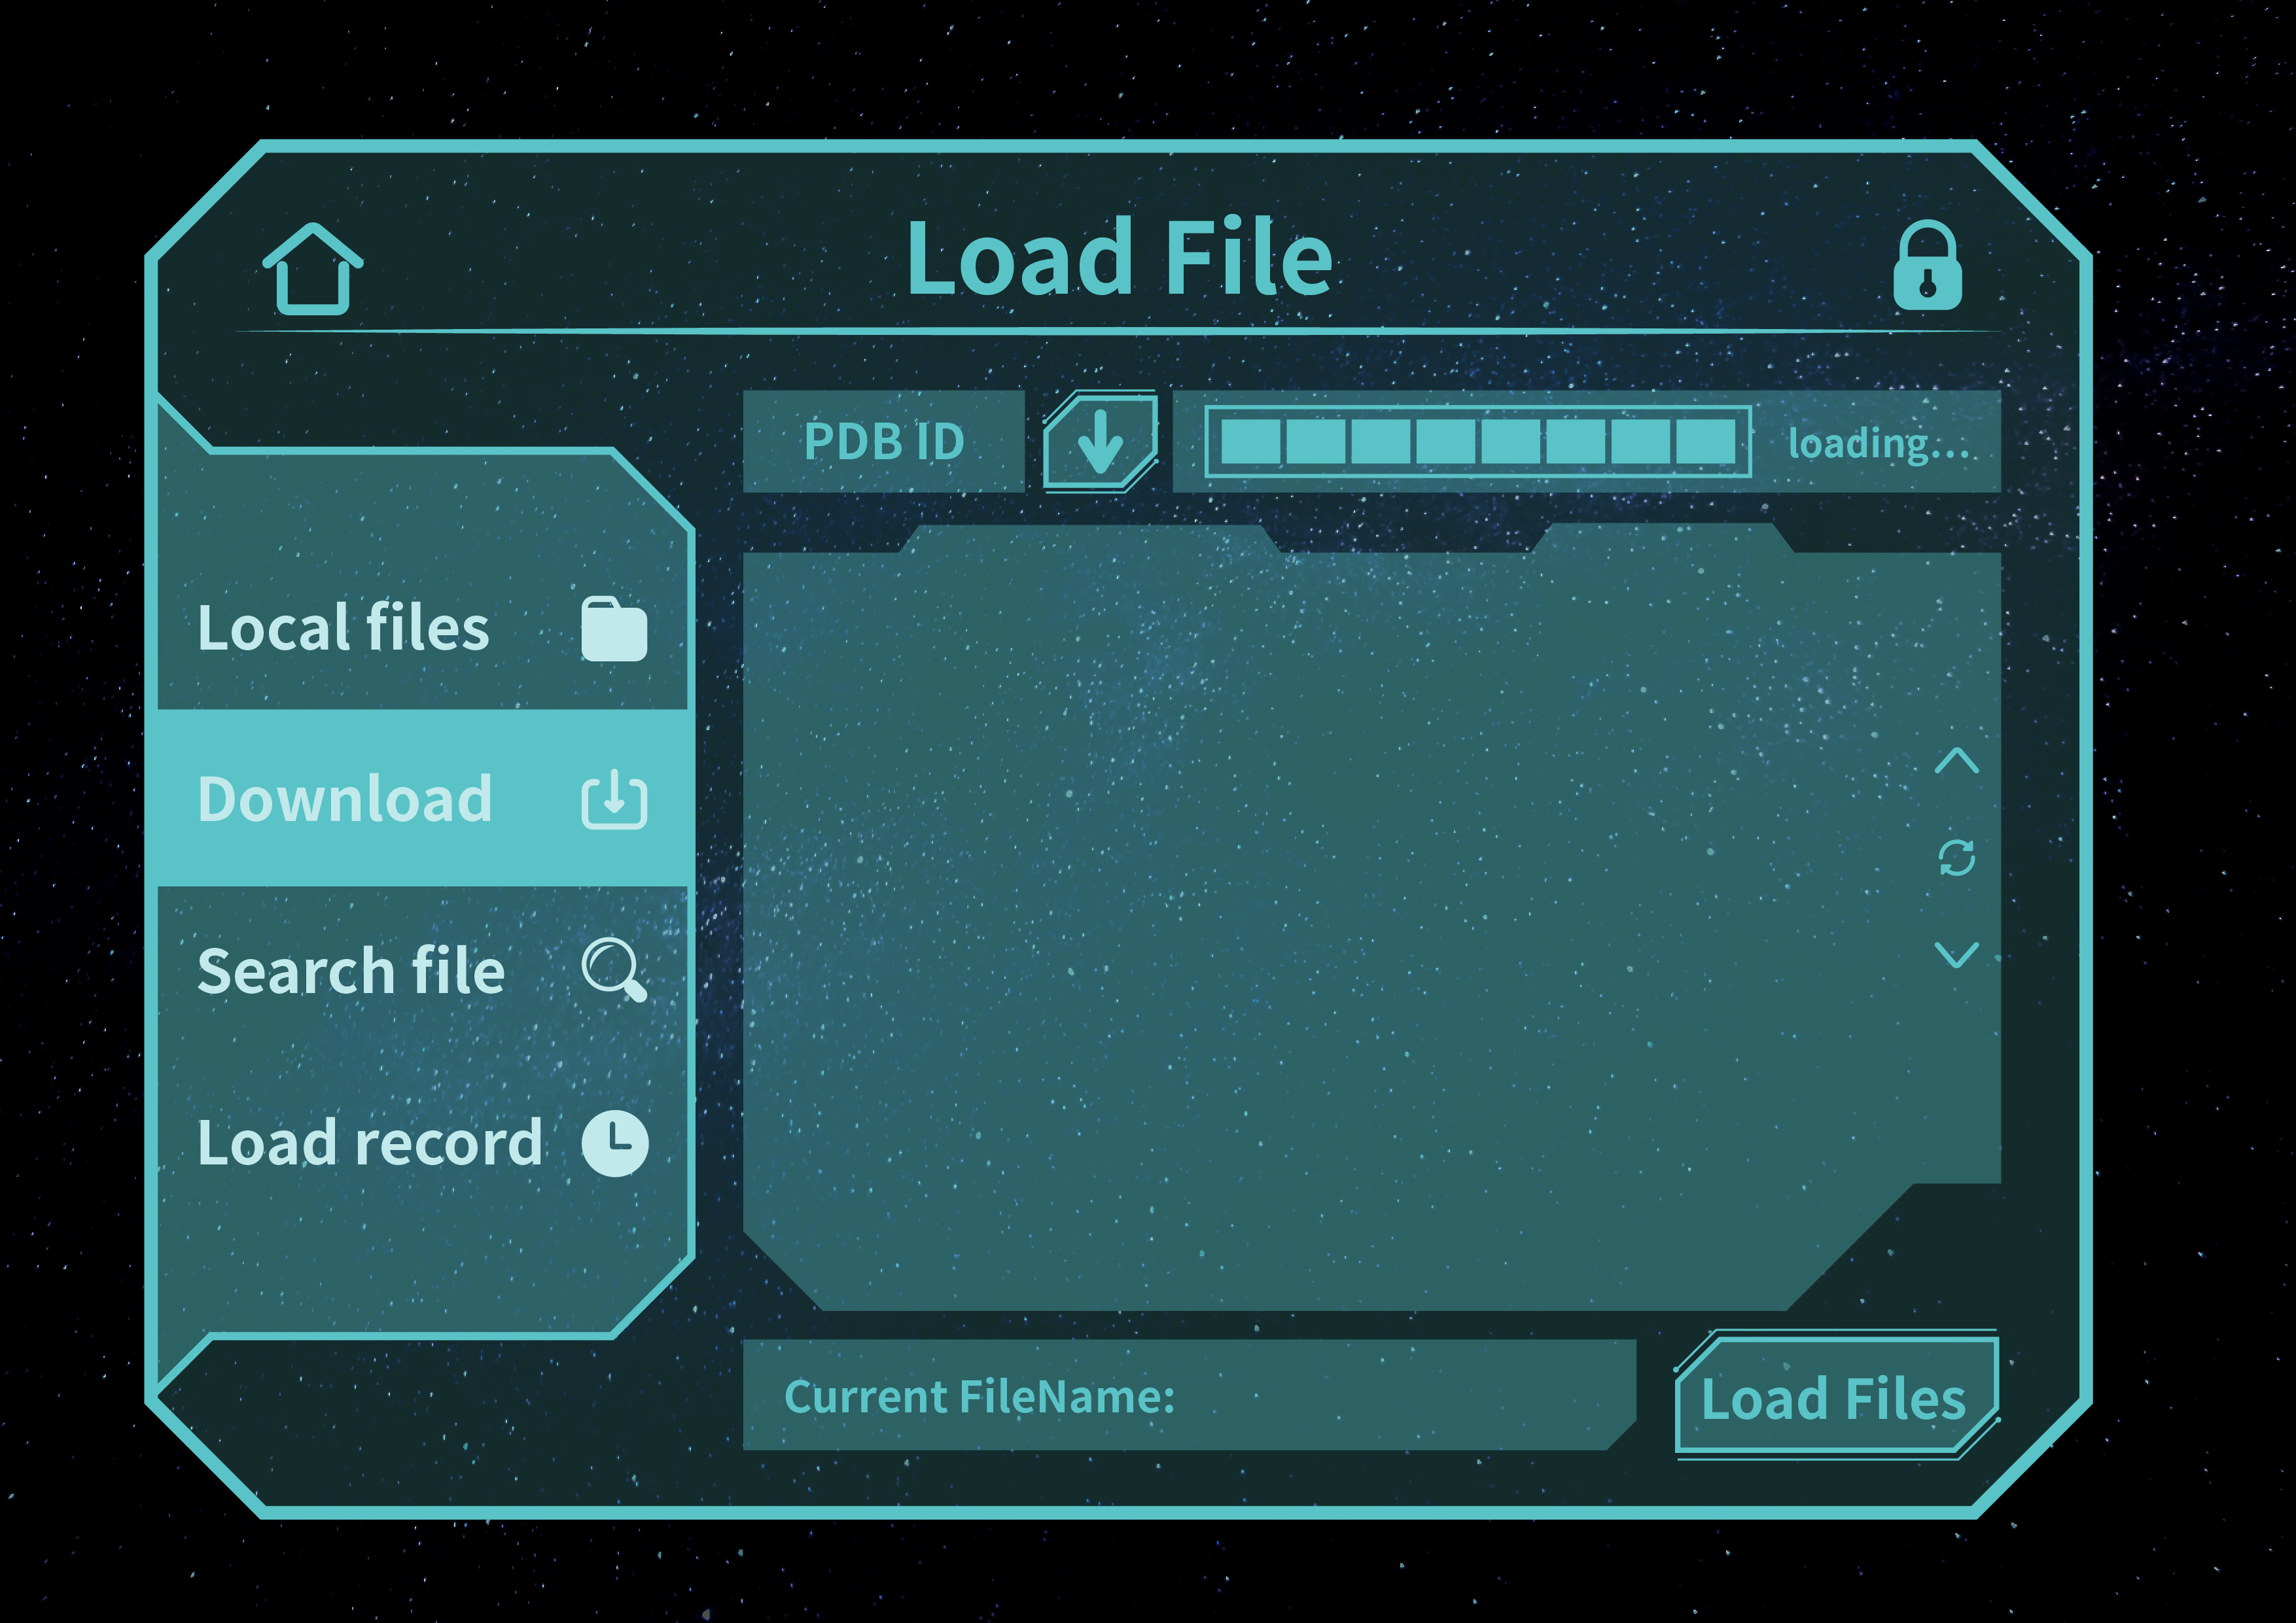 Load File
PDB ID
loading...
Local files
Download
Search file
Load record
Current FileName:
Load Files